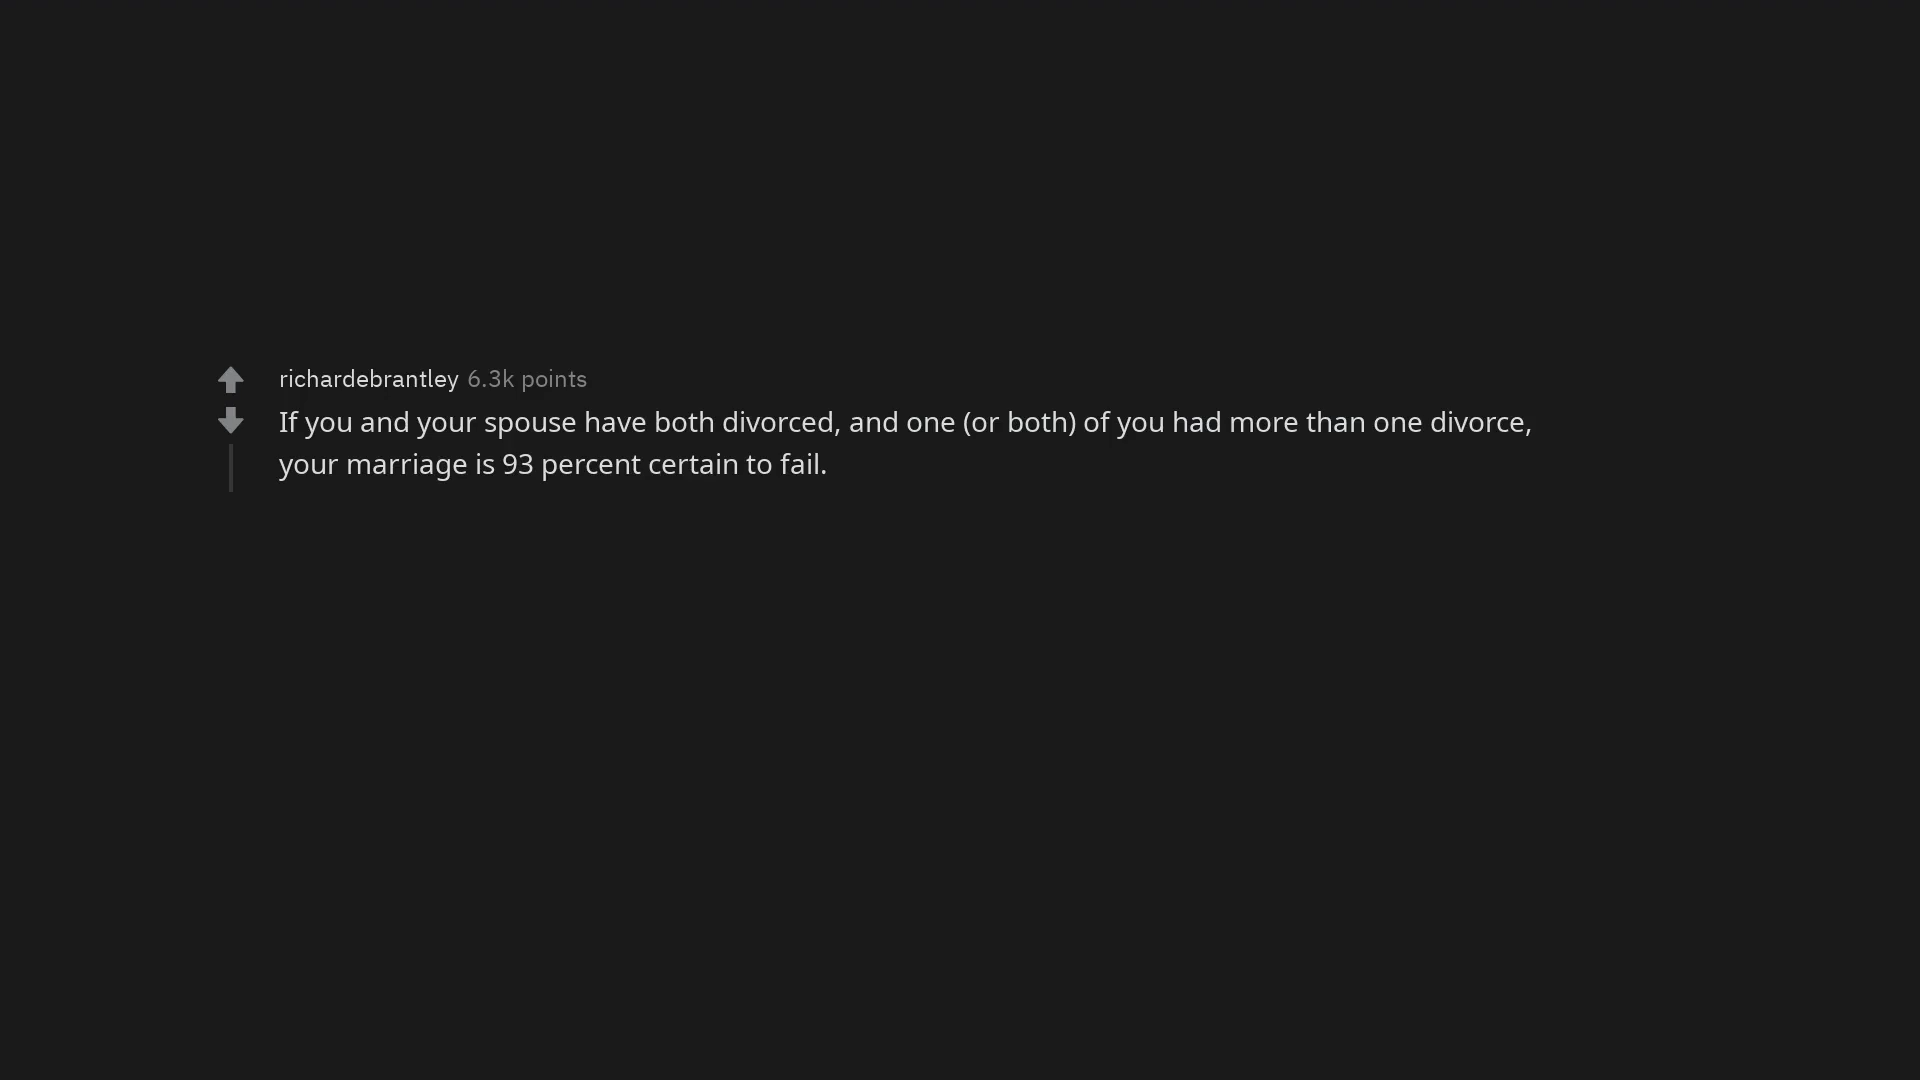 richardebrantley 6.3k points
If you and your spouse have both divorced, and one (or both) of you had more than one divorce,
your marriage is 93 percent certain to fail.